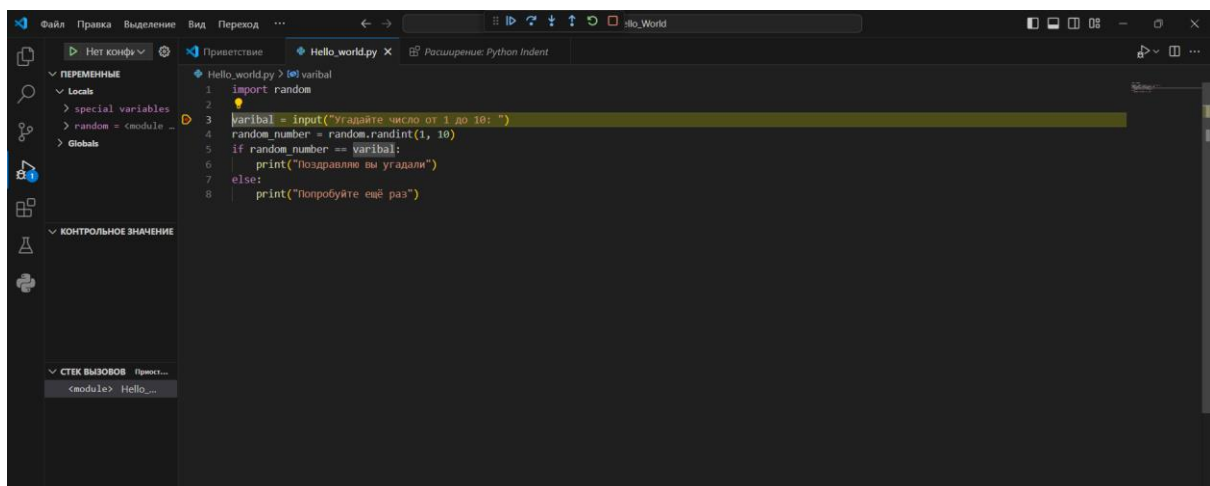 Файл Правка Выделение Вид Переход ··· llo_World
Нет конфи Приветствие Hello_world.py Расширение: Python Indent
ПЕРЕМЕННЫЕ
Locals
special variables
random = <module ...
Globals
Hello_world.py > varibal
1 import random
2
3 varibal = input("Угадайте число от 1 до 10: ")
4 random_number = random.randint(1, 10)
5 if random_number == varibal:
6 print("Поздравляю вы угадали")
7 else:
8 print("Попробуйте ещё раз")
КОНТРОЛЬНОЕ ЗНАЧЕНИЕ
1
СТЕК ВЫЗОВОВ Приост...
<module> Hello_...